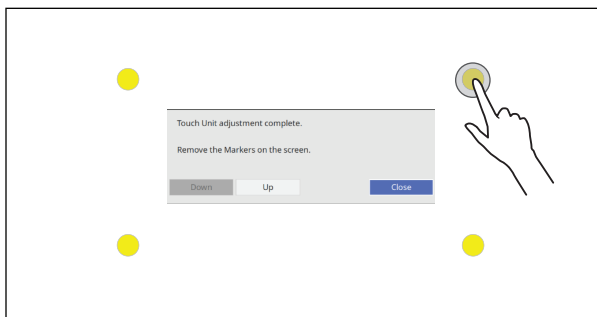 Touch Unit adjustment complete.
Remove the Markers on the screen.
Down Up Close